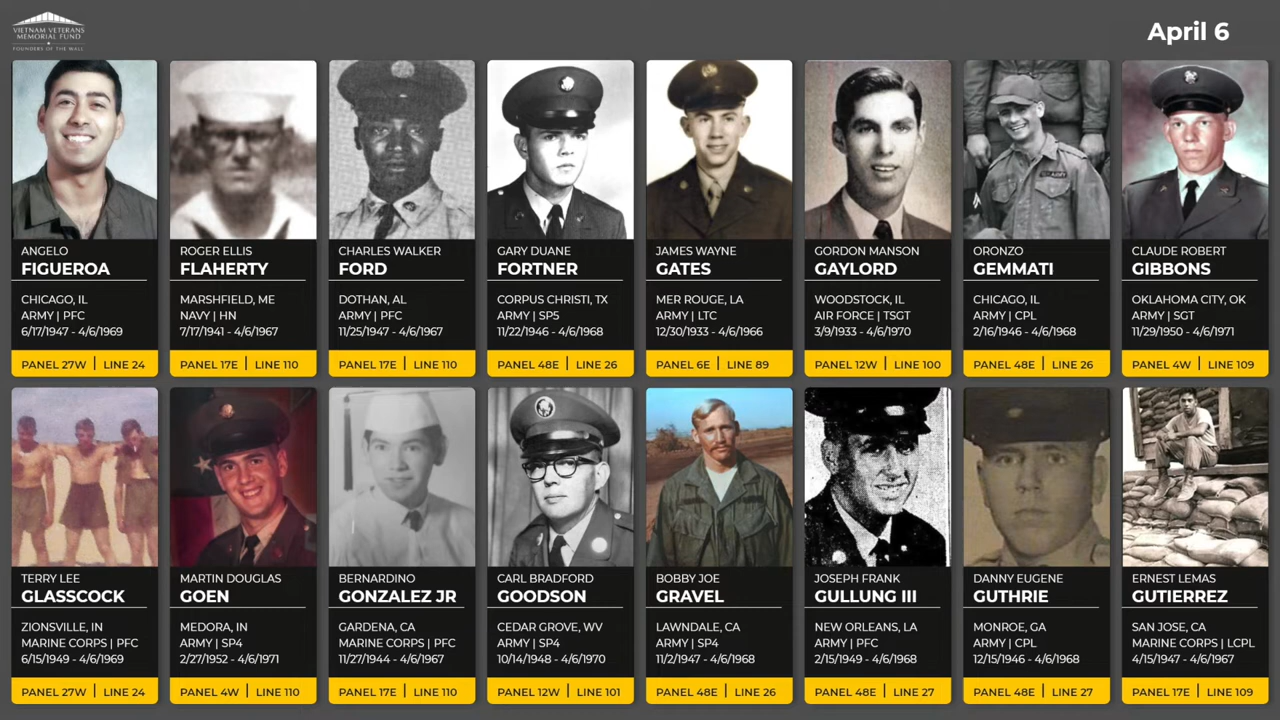 VIETNAM VETERANS
MEMORIAL FUND
FOUNDERS OF THE WALL
April 6
ANGELO
FIGUEROA
CHICAGO, IL
ARMY | PFC
6/17/1947 - 4/6/1969
PANEL 27W | LINE 24
ROGER ELLIS
FLAHERTY
MARSHFIELD, ME
NAVY | HN
7/17/1941 - 4/6/1967
PANEL 17E | LINE 110
CHARLES WALKER
FORD
DOTHAN, AL
ARMY | PFC
11/25/1947 - 4/6/1967
PANEL 17E | LINE 110
GARY DUANE
FORTNER
CORPUS CHRISTI, TX
ARMY | SP5
11/22/1946 - 4/6/1968
PANEL 48E | LINE 26
JAMES WAYNE
GATES
MER ROUGE, LA
ARMY | LTC
12/30/1933 - 4/6/1966
PANEL 6E | LINE 89
GORDON MANSON
GAYLORD
WOODSTOCK, IL
AIR FORCE | TSGT
3/9/1933 - 4/6/1970
PANEL 12W | LINE 100
ORONZO
GEMMATI
CHICAGO, IL
ARMY | CPL
2/16/1946 - 4/6/1968
PANEL 48E | LINE 26
CLAUDE ROBERT
GIBBONS
OKLAHOMA CITY, OK
ARMY | SGT
11/29/1950 - 4/6/1971
PANEL 4W | LINE 109
TERRY LEE
GLASSCOCK
ZIONSVILLE, IN
MARINE CORPS | PFC
6/15/1949 - 4/6/1969
PANEL 27W | LINE 24
MARTIN DOUGLAS
GOEN
MEDORA, IN
ARMY | SP4
2/27/1952 - 4/6/1971
PANEL 4W | LINE 110
BERNARDINO
GONZALEZ JR
GARDENA, CA
MARINE CORPS | PFC
11/27/1944 - 4/6/1967
PANEL 17E | LINE 110
CARL BRADFORD
GOODSON
CEDAR GROVE, WV
ARMY | SP4
10/14/1948 - 4/6/1970
PANEL 12W | LINE 101
BOBBY JOE
GRAVEL
LAWNDALE, CA
ARMY | SP4
11/2/1947 - 4/6/1968
PANEL 48E | LINE 26
JOSEPH FRANK
GULLUNG III
NEW ORLEANS, LA
ARMY | PFC
2/15/1949 - 4/6/1968
PANEL 48E | LINE 27
DANNY EUGENE
GUTHRIE
MONROE, GA
ARMY | CPL
12/15/1946 - 4/6/1968
PANEL 48E | LINE 27
ERNEST LEMAS
GUTIERREZ
SAN JOSE, CA
MARINE CORPS | LCPL
4/15/1947 - 4/6/1967
PANEL 17E | LINE 109